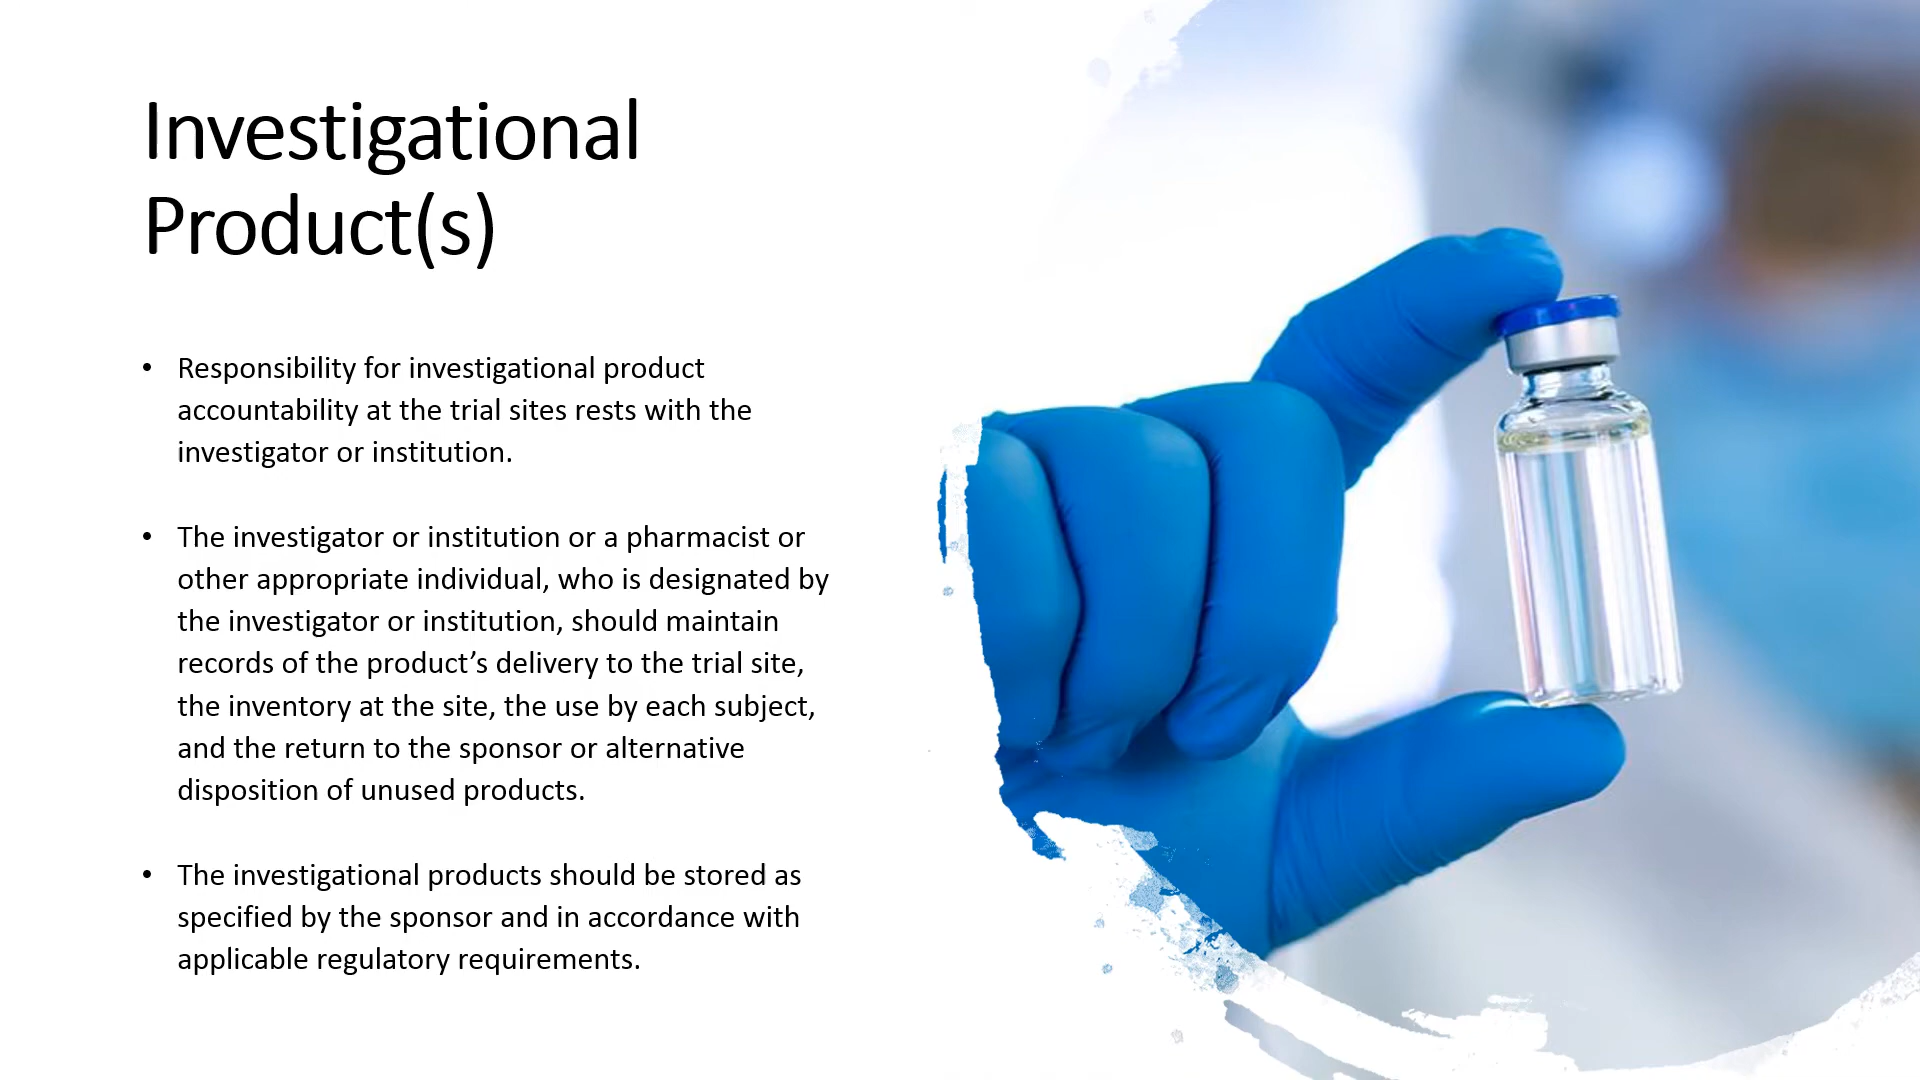 Investigational
Product(s)
• Responsibility for investigational product
accountability at the trial sites rests with the
investigator or institution.
• The investigator or institution or a pharmacist or
other appropriate individual, who is designated by
the investigator or institution, should maintain
records of the product’s delivery to the trial site,
the inventory at the site, the use by each subject,
and the return to the sponsor or alternative
disposition of unused products.
• The investigational products should be stored as
specified by the sponsor and in accordance with
applicable regulatory requirements.